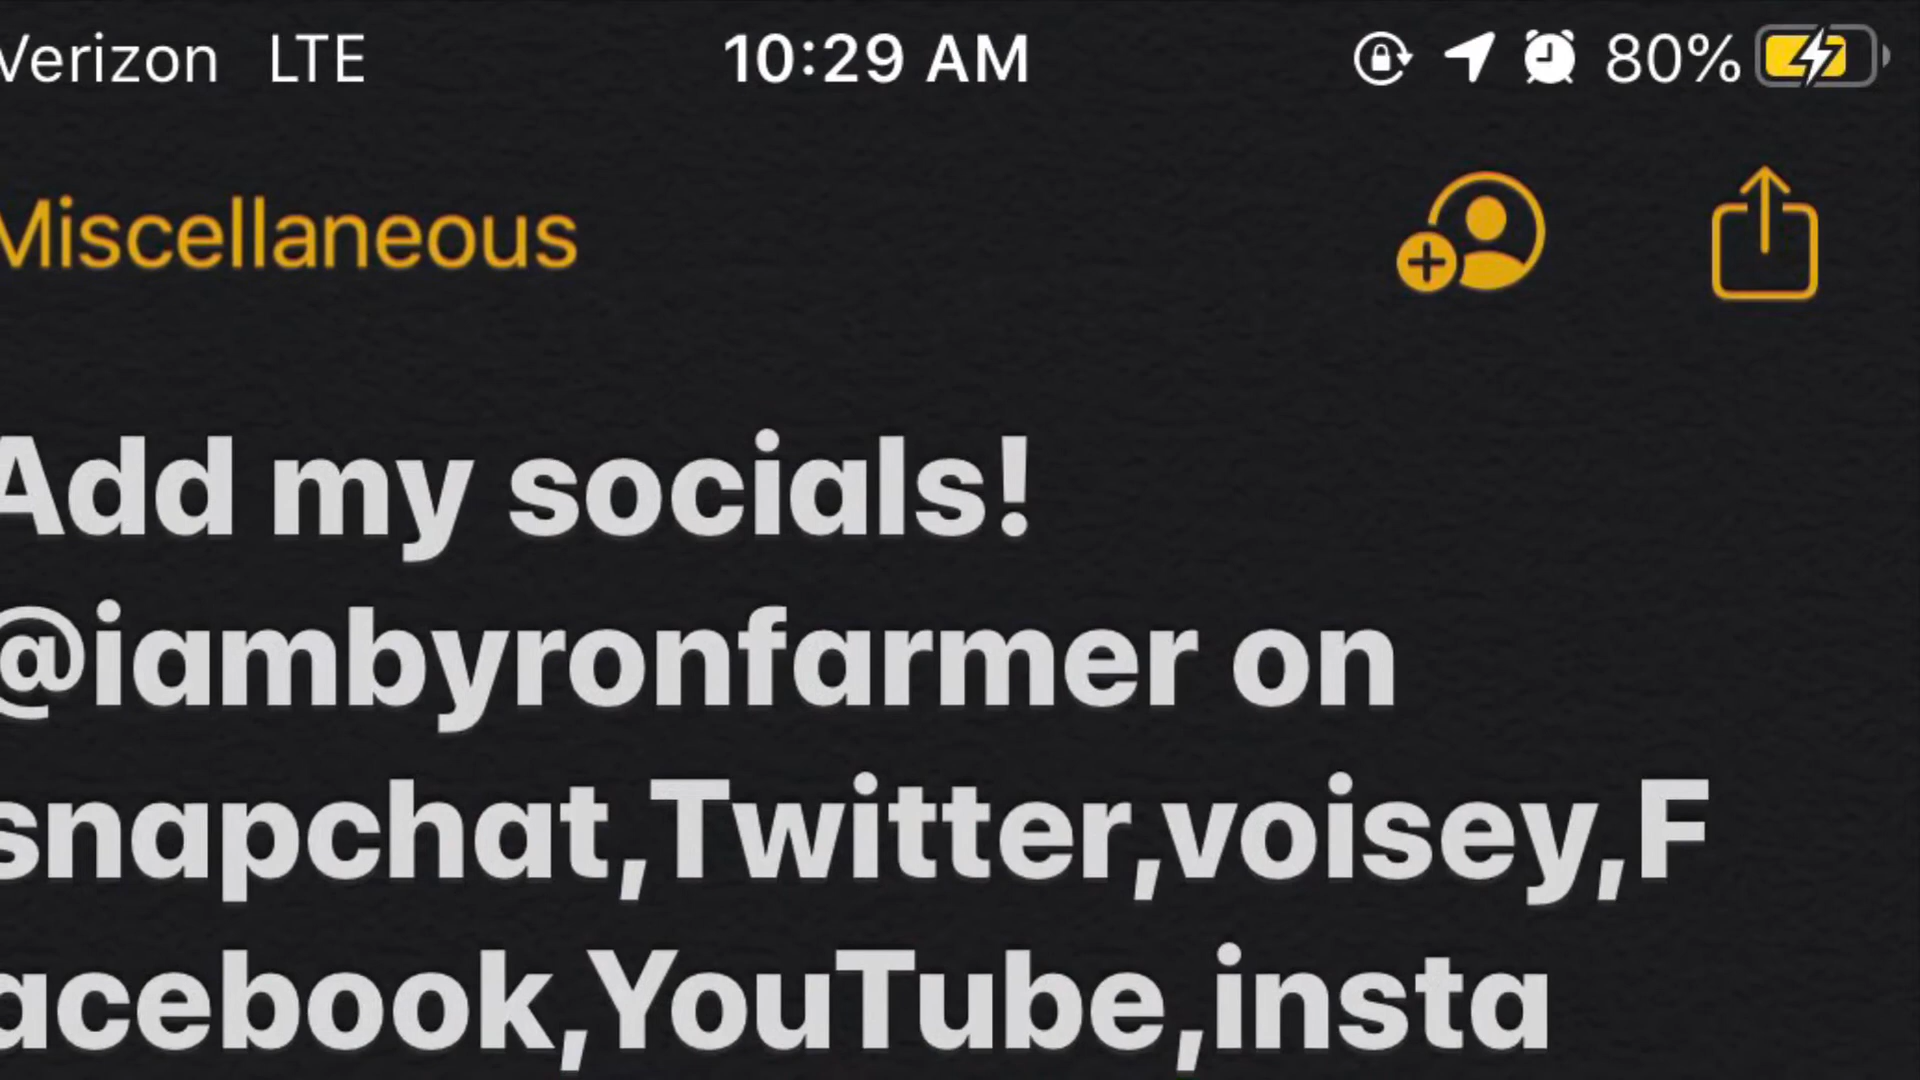 Verizon LTE 10:29 AM 80%
Miscellaneous
Add my socials!
@iambyronfarmer on
snapchat,Twitter,voisey,F
acebook,YouTube,insta